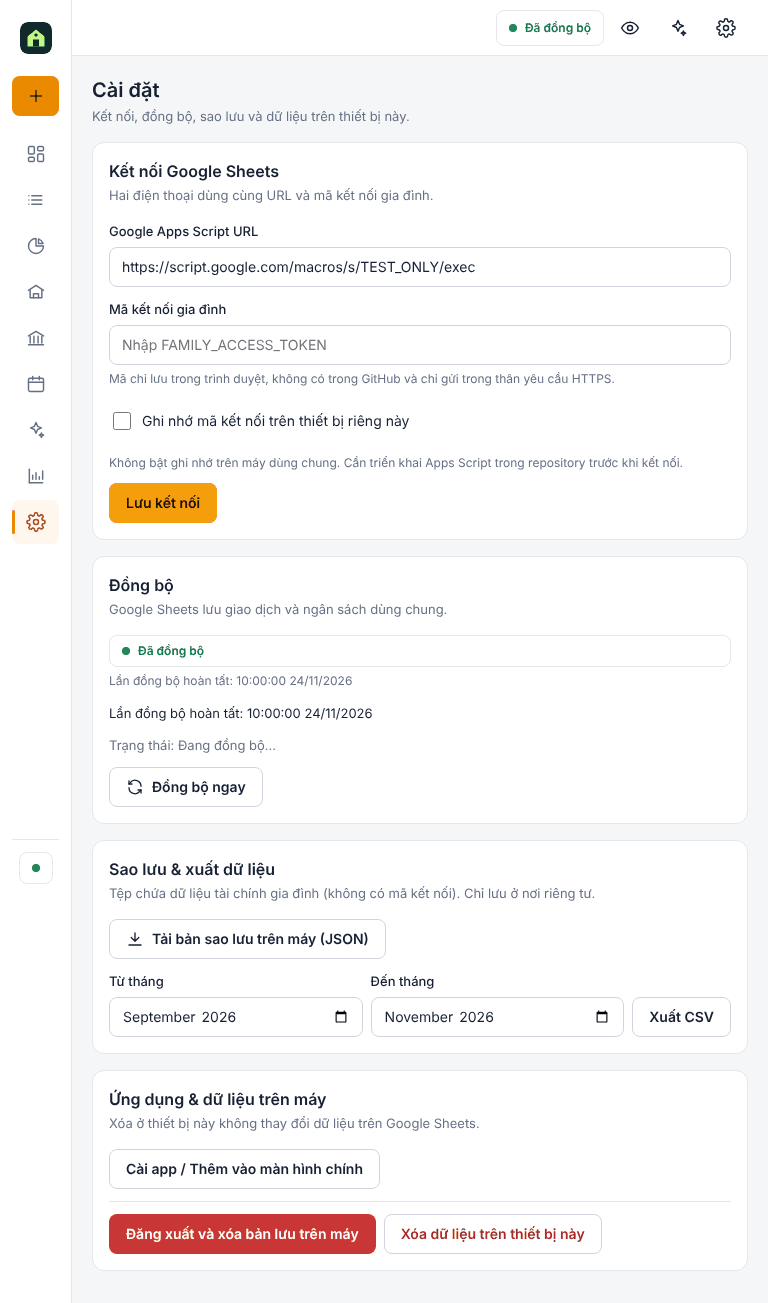 Đã đồng bộ
Cài đặt
Kết nối, đồng bộ, sao lưu và dữ liệu trên thiết bị này.
Kết nối Google Sheets
Hai điện thoại dùng cùng URL và mã kết nối gia đình.
Google Apps Script URL
https://script.google.com/macros/s/TEST_ONLY/exec
Mã kết nối gia đình
Nhập FAMILY_ACCESS_TOKEN
Mã chỉ lưu trong trình duyệt, không có trong GitHub và chỉ gửi trong thân yêu cầu HTTPS.
Ghi nhớ mã kết nối trên thiết bị riêng này
Không bật ghi nhớ trên máy dùng chung. Cần triển khai Apps Script trong repository trước khi kết nối.
Lưu kết nối
Đồng bộ
Google Sheets lưu giao dịch và ngân sách dùng chung.
Đã đồng bộ
Lần đồng bộ hoàn tất: 10:00:00 24/11/2026
Lần đồng bộ hoàn tất: 10:00:00 24/11/2026
Trạng thái: Đang đồng bộ...
Đồng bộ ngay
Sao lưu & xuất dữ liệu
Tệp chứa dữ liệu tài chính gia đình (không có mã kết nối). Chỉ lưu ở nơi riêng tư.
Tải bản sao lưu trên máy (JSON)
Từ tháng
Đến tháng
September 2026
November 2026
Xuất CSV
Ứng dụng & dữ liệu trên máy
Xóa ở thiết bị này không thay đổi dữ liệu trên Google Sheets.
Cài app / Thêm vào màn hình chính
Đăng xuất và xóa bản lưu trên máy
Xóa dữ liệu trên thiết bị này